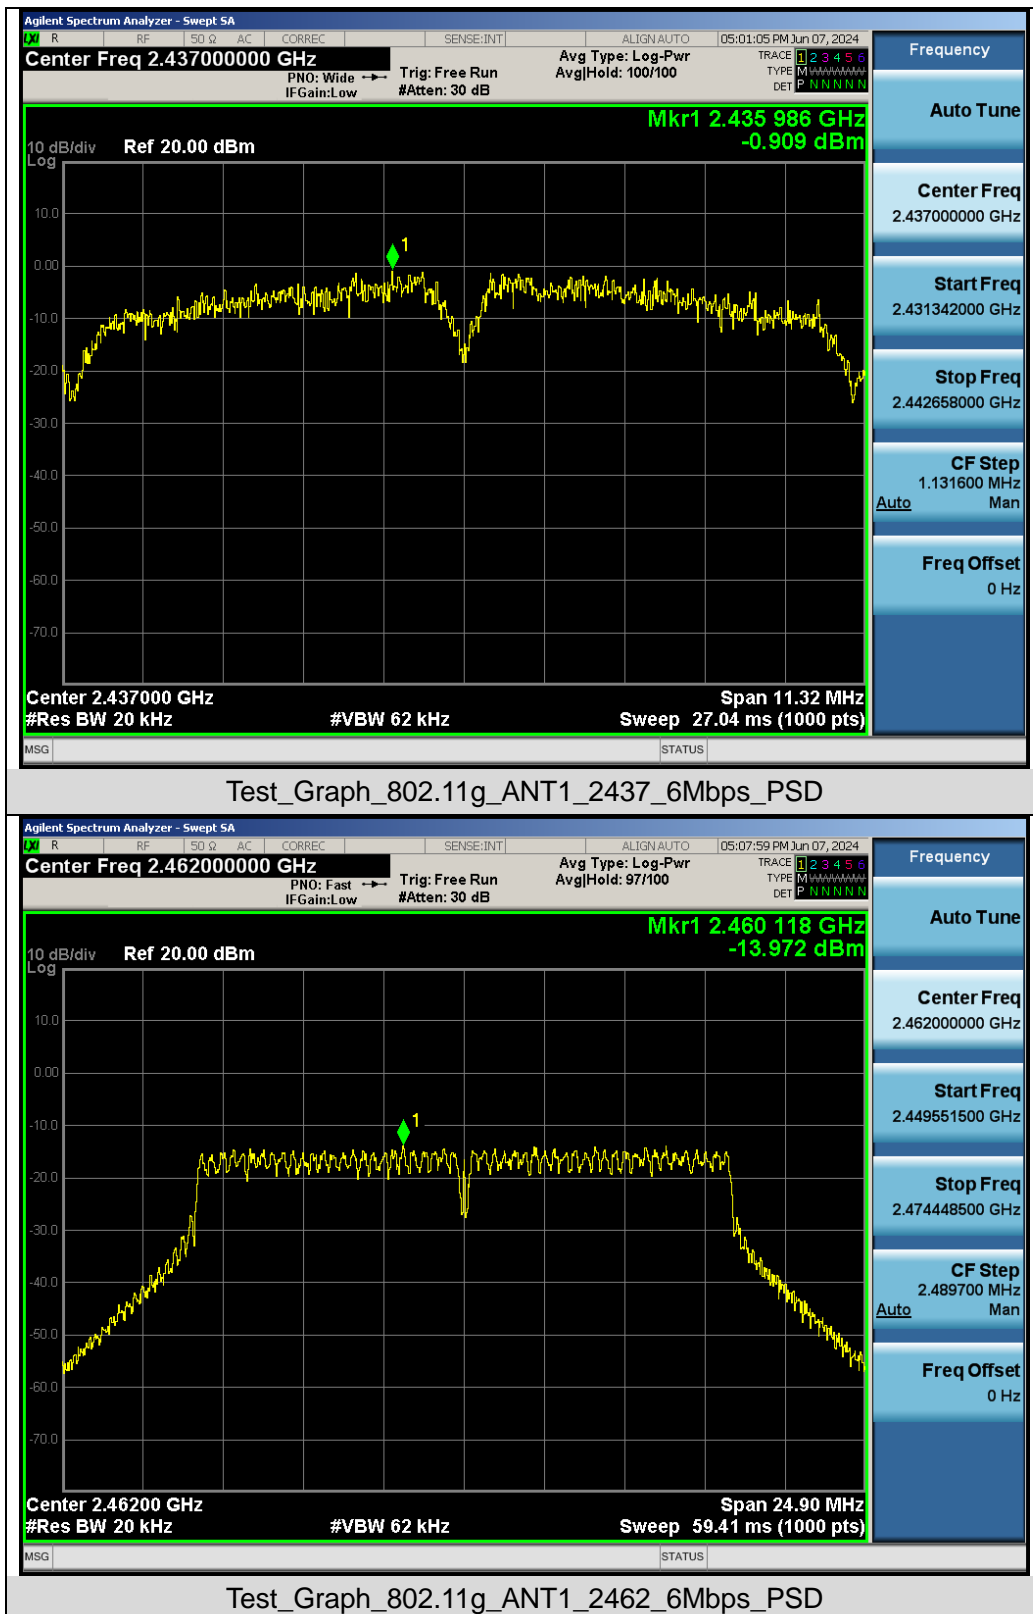 Agilent Spectrum Analyzer - Swept SA
LXI R RF 50 Ω AC CORREC SENSE:INT ALIGN AUTO 05:01:05 PM Jun 07, 2024
Center Freq 2.437000000 GHz
PNO: Wide
IFGain:Low
Trig: Free Run
#Atten: 30 dB
Avg Type: Log-Pwr
Avg|Hold: 100/100
TRACE 1 2 3 4 5 6
TYPE M
DET P N N N N N
Frequency
Auto Tune
Center Freq
2.437000000 GHz
Start Freq
2.431342000 GHz
Stop Freq
2.442658000 GHz
CF Step
1.131600 MHz
Auto Man
Freq Offset
0 Hz
Mkr1 2.435 986 GHz
-0.909 dBm
10 dB/div Ref 20.00 dBm
Log
10.0
1
0.00
-10.0
-20.0
-30.0
-40.0
-50.0
-60.0
-70.0
Center 2.437000 GHz Span 11.32 MHz
#Res BW 20 kHz #VBW 62 kHz Sweep 27.04 ms (1000 pts)
MSG STATUS
Test_Graph_802.11g_ANT1_2437_6Mbps_PSD
Agilent Spectrum Analyzer - Swept SA
LXI R RF 50 Ω AC CORREC SENSE:INT ALIGN AUTO 05:07:59 PM Jun 07, 2024
Center Freq 2.462000000 GHz
PNO: Fast
IFGain:Low
Trig: Free Run
#Atten: 30 dB
Avg Type: Log-Pwr
Avg|Hold: 97/100
TRACE 1 2 3 4 5 6
TYPE M
DET P N N N N N
Frequency
Auto Tune
Center Freq
2.462000000 GHz
Start Freq
2.449551500 GHz
Stop Freq
2.474448500 GHz
CF Step
2.489700 MHz
Auto Man
Freq Offset
0 Hz
Mkr1 2.460 118 GHz
-13.972 dBm
10 dB/div Ref 20.00 dBm
Log
10.0
0.00
-10.0
1
-20.0
-30.0
-40.0
-50.0
-60.0
-70.0
Center 2.46200 GHz Span 24.90 MHz
#Res BW 20 kHz #VBW 62 kHz Sweep 59.41 ms (1000 pts)
MSG STATUS
Test_Graph_802.11g_ANT1_2462_6Mbps_PSD